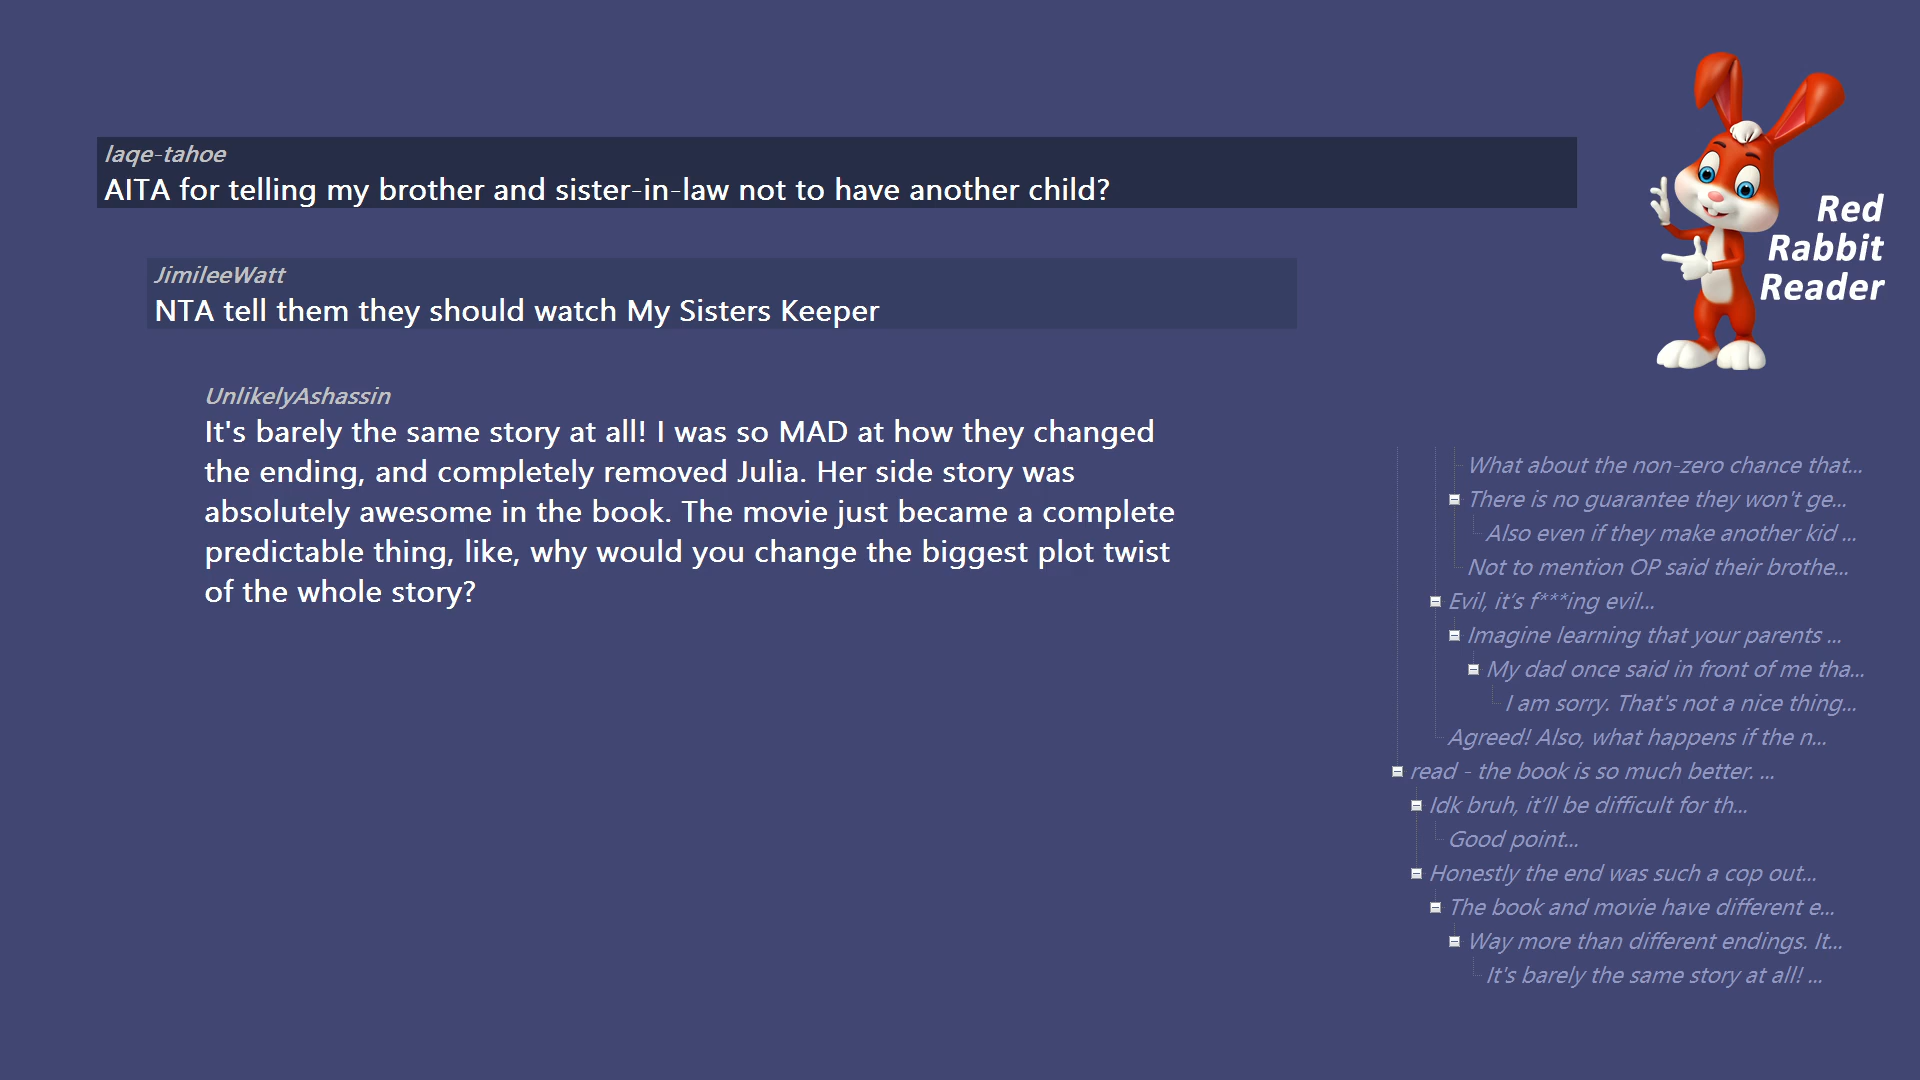 laqe-tahoe
AITA for telling my brother and sister-in-law not to have another child?
JimileeWatt
NTA tell them they should watch My Sisters Keeper
UnlikelyAshassin
It's barely the same story at all! I was so MAD at how they changed
the ending, and completely removed Julia. Her side story was
absolutely awesome in the book. The movie just became a complete
predictable thing, like, why would you change the biggest plot twist
of the whole story?
Red
Rabbit
Reader
What about the non-zero chance that...
There is no guarantee they won't ge...
Also even if they make another kid ...
Not to mention OP said their brothe...
Evil, it’s f***ing evil...
Imagine learning that your parents ...
My dad once said in front of me tha...
I am sorry. That's not a nice thing...
Agreed! Also, what happens if the n...
read - the book is so much better. ...
Idk bruh, it’ll be difficult for th...
Good point...
Honestly the end was such a cop out...
The book and movie have different e...
Way more than different endings. It...
It's barely the same story at all! ...